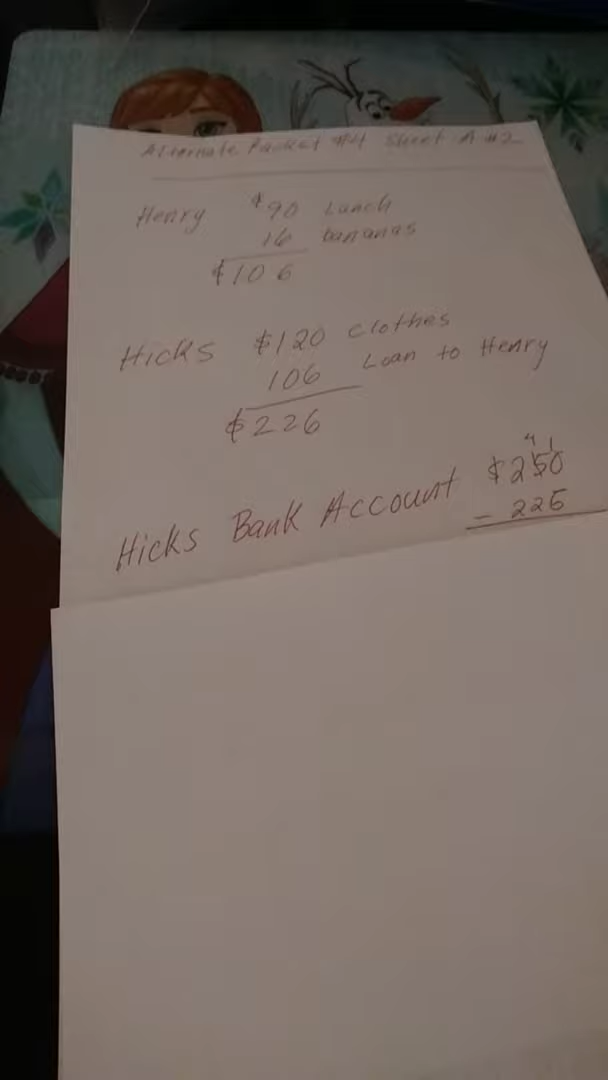 Alternate Packet #4 Sheet A #2
Henry $90 Lunch
16 bananas
$106
Hicks $120 clothes
106 Loan to Henry
$226
4 1
Hicks Bank Account $250
- 226